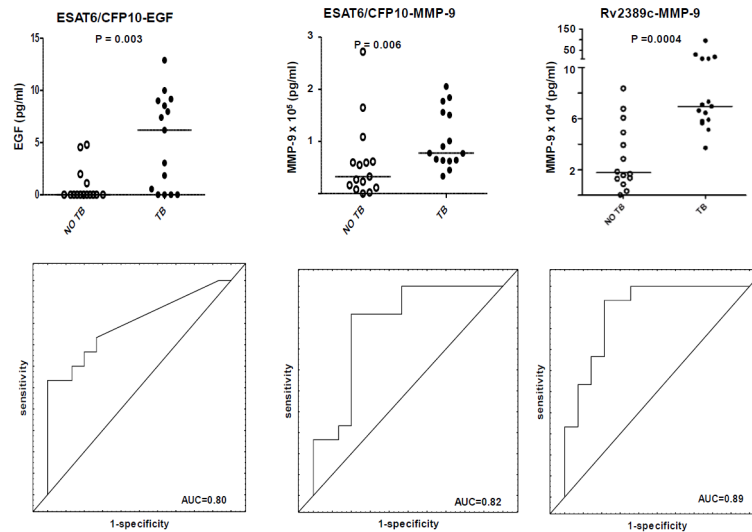 ESAT6/CFP10-EGF
P = 0.003
EGF (pg/ml)
15
10
5
0
NO TB
TB
ESAT6/CFP10-MMP-9
P = 0.006
MMP-9 x 10⁵ (pg/ml)
3
2
1
0
NO TB
TB
Rv2389c-MMP-9
P =0.0004
MMP-9 x 10⁴ (pg/ml)
150
100
50
10
6
2
NO TB
TB
sensitivity
AUC=0.80
1-specificity
sensitivity
AUC=0.82
1-specificity
sensitivity
AUC=0.89
1-specificity